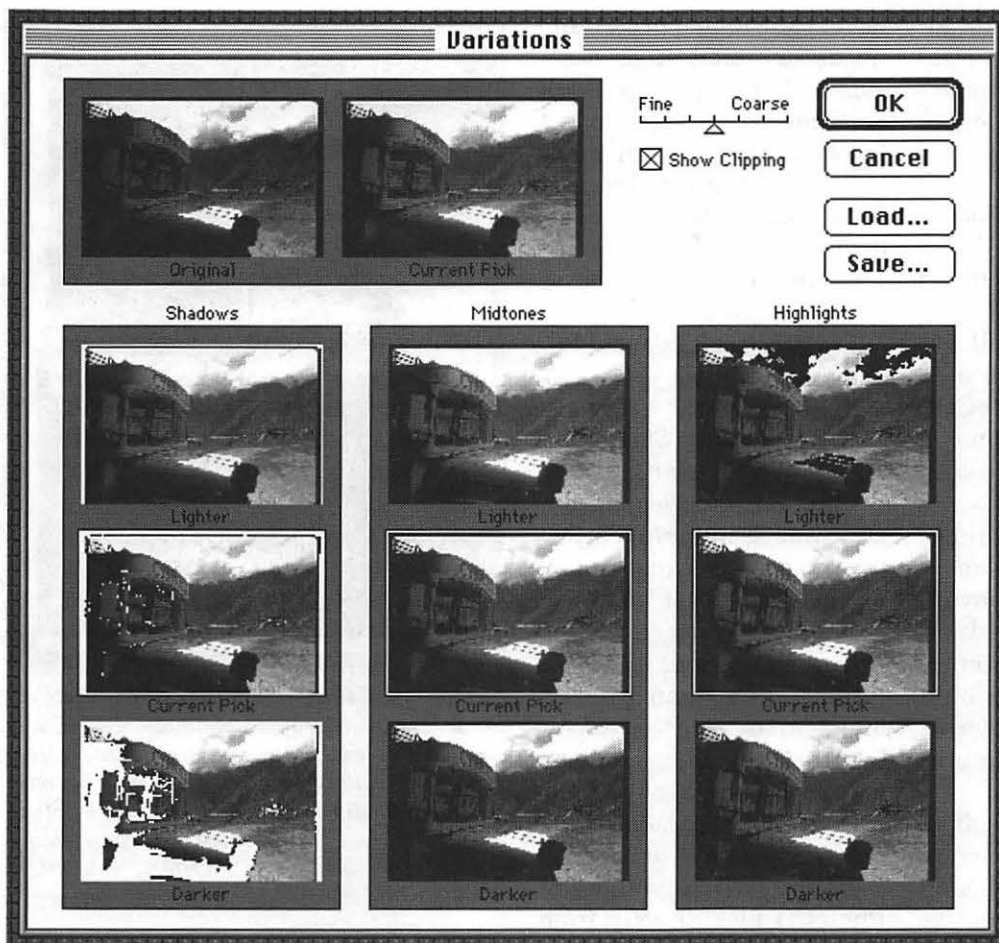 Variations
Original
Current Pick
Fine
Coarse
Show Clipping
OK
Cancel
Load...
Save...
Shadows
Midtones
Highlights
Lighter
Lighter
Lighter
Current Pick
Current Pick
Current Pick
Darker
Darker
Darker